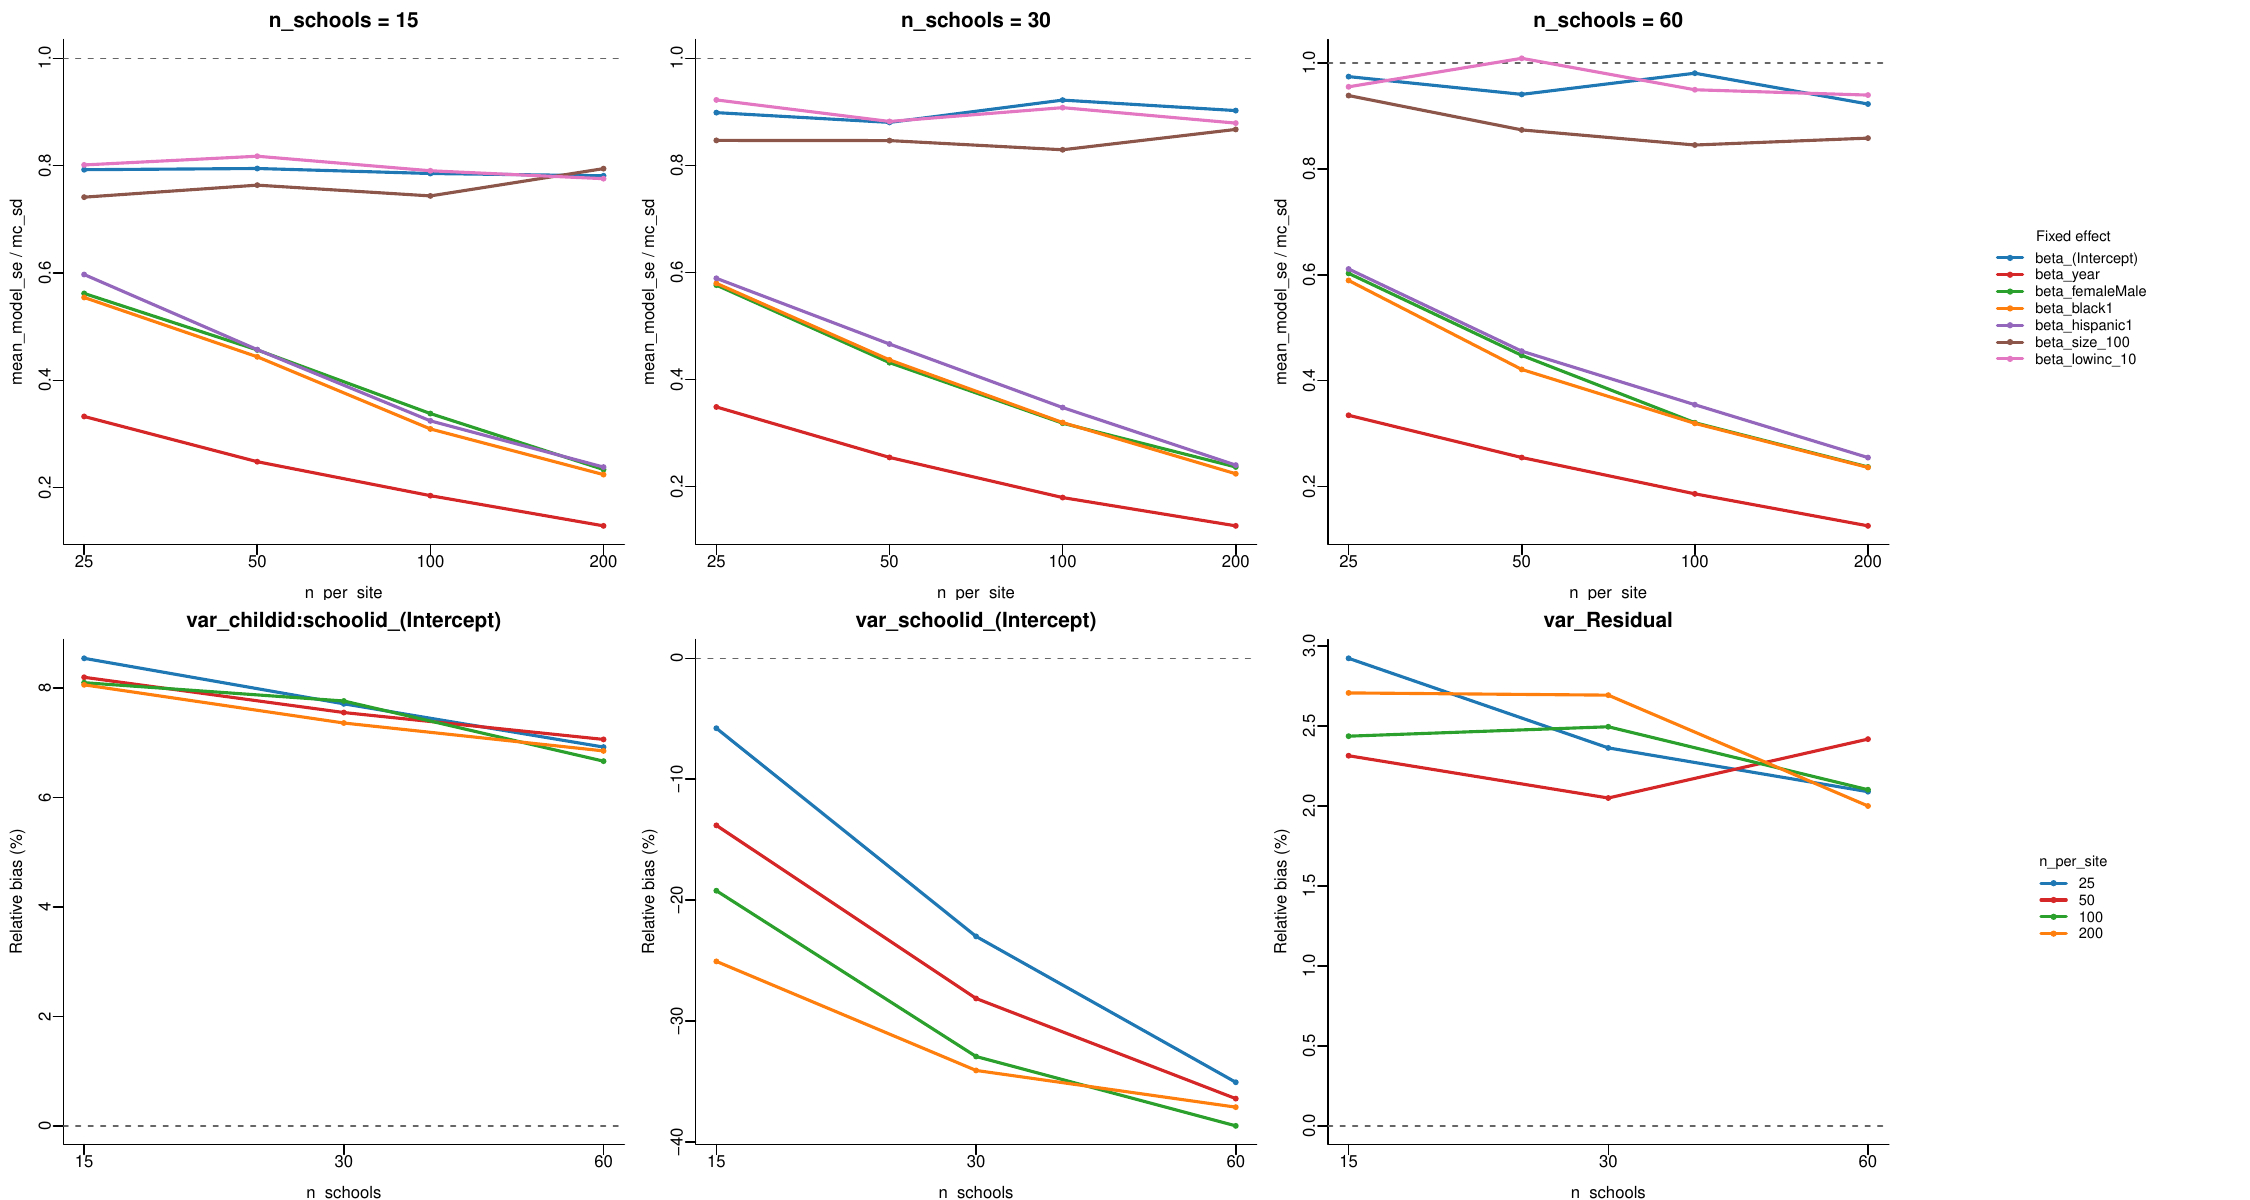 n_schools = 15
mean_model_se / mc_sd
1.0
0.8
0.6
0.4
0.2
25 50 100 200
n_per_site
n_schools = 30
mean_model_se / mc_sd
1.0
0.8
0.6
0.4
0.2
25 50 100 200
n_per_site
n_schools = 60
mean_model_se / mc_sd
1.0
0.8
0.6
0.4
0.2
25 50 100 200
n_per_site
Fixed effect
beta_(Intercept)
beta_year
beta_femaleMale
beta_black1
beta_hispanic1
beta_size_100
beta_lowinc_10
var_childid:schoolid_(Intercept)
Relative bias (%)
8
6
4
2
0
15 30 60
n_schools
var_schoolid_(Intercept)
Relative bias (%)
0
−10
−20
−30
−40
15 30 60
n_schools
var_Residual
Relative bias (%)
3.0
2.5
2.0
1.5
1.0
0.5
0.0
15 30 60
n_schools
n_per_site
25
50
100
200